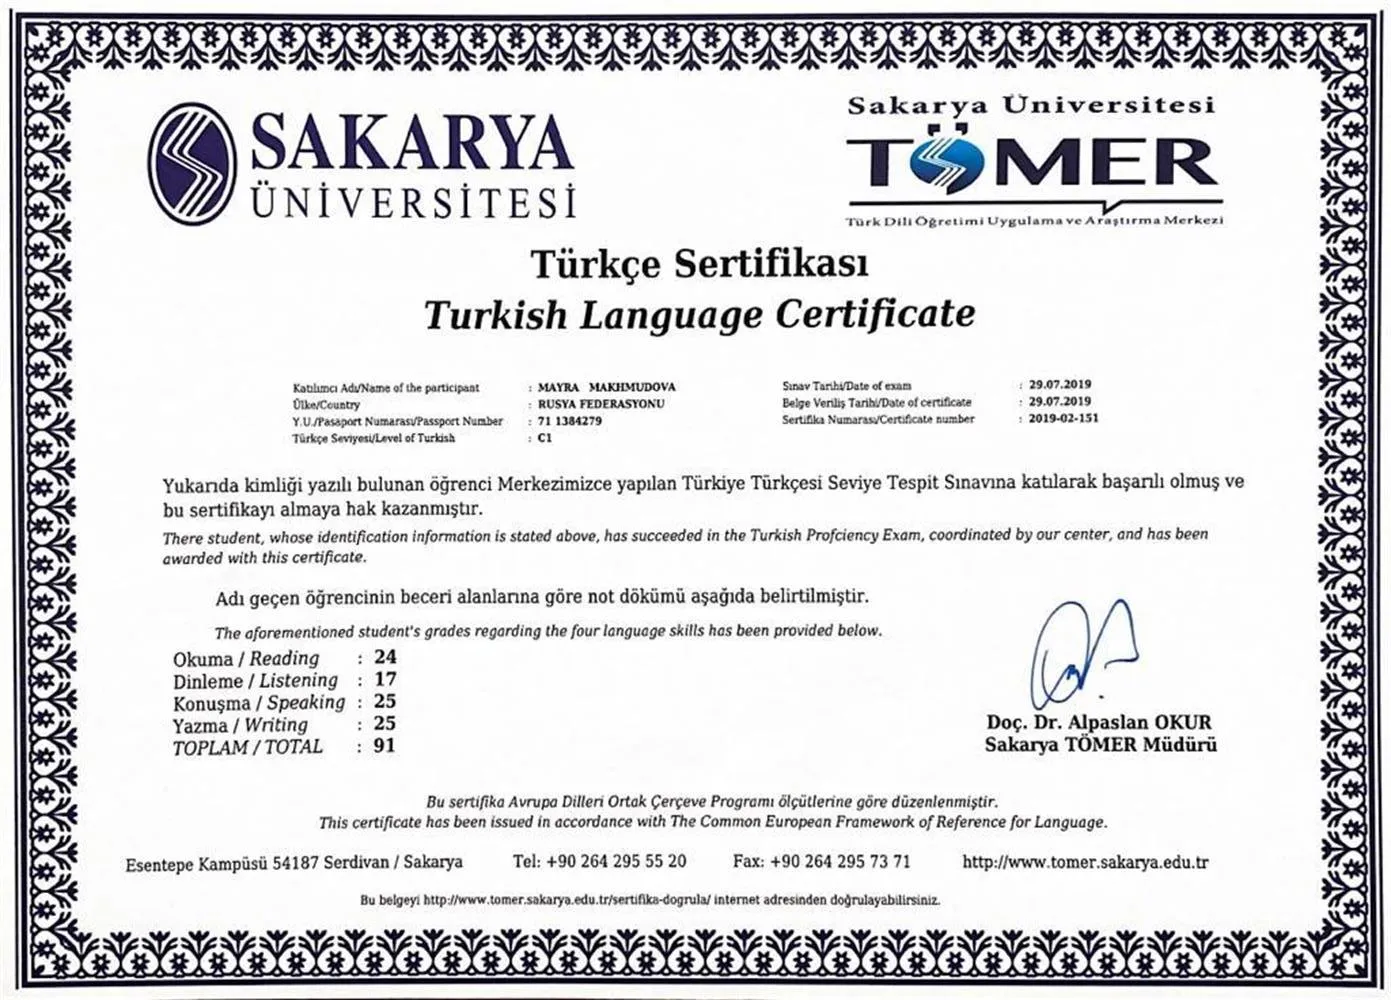 SAKARYA
ÜNİVERSİTESİ
Sakarya Üniversitesi
TÖMER
Türk Dili Öğretimi Uygulama ve Araştırma Merkezi
Türkçe Sertifikası
Turkish Language Certificate
Katılımcı Adı/Name of the participant : MAYRA MAKHMUDOVA
Ülke/Country : RUSYA FEDERASYONU
Y.U./Pasaport Numarası/Passport Number : 71 1384279
Türkçe Seviyesi/Level of Turkish : C1
Sınav Tarihi/Date of exam : 29.07.2019
Belge Veriliş Tarihi/Date of certificate : 29.07.2019
Sertifika Numarası/Certificate number : 2019-02-151
Yukarıda kimliği yazılı bulunan öğrenci Merkezimizce yapılan Türkiye Türkçesi Seviye Tespit Sınavına katılarak başarılı olmuş ve
bu sertifikayı almaya hak kazanmıştır.
There student, whose identification information is stated above, has succeeded in the Turkish Profciency Exam, coordinated by our center, and has been
awarded with this certificate.
Adı geçen öğrencinin beceri alanlarına göre not dökümü aşağıda belirtilmiştir.
The aforementioned student's grades regarding the four language skills has been provided below.
Okuma / Reading : 24
Dinleme / Listening : 17
Konuşma / Speaking : 25
Yazma / Writing : 25
TOPLAM / TOTAL : 91
Doç. Dr. Alpaslan OKUR
Sakarya TÖMER Müdürü
Bu sertifika Avrupa Dilleri Ortak Çerçeve Programı ölçütlerine göre düzenlenmiştir.
This certificate has been issued in accordance with The Common European Framework of Reference for Language.
Esentepe Kampüsü 54187 Serdivan / Sakarya Tel: +90 264 295 55 20 Fax: +90 264 295 73 71 http://www.tomer.sakarya.edu.tr
Bu belgeyi http://www.tomer.sakarya.edu.tr/sertifika-dogrula/ internet adresinden doğrulayabilirsiniz.